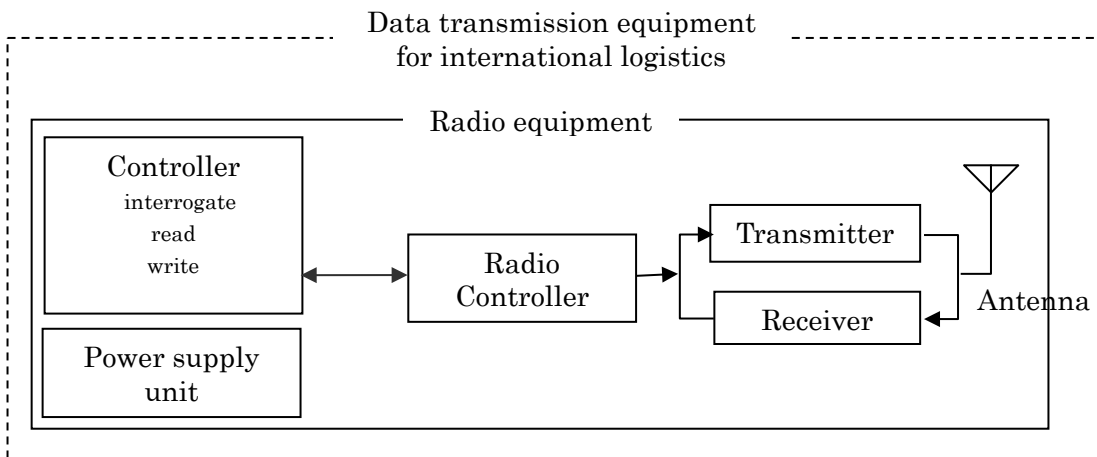 Data transmission equipment
for international logistics
Radio equipment
Controller
interrogate
read
write
Power supply
unit
Radio
Controller
Transmitter
Receiver
Antenna